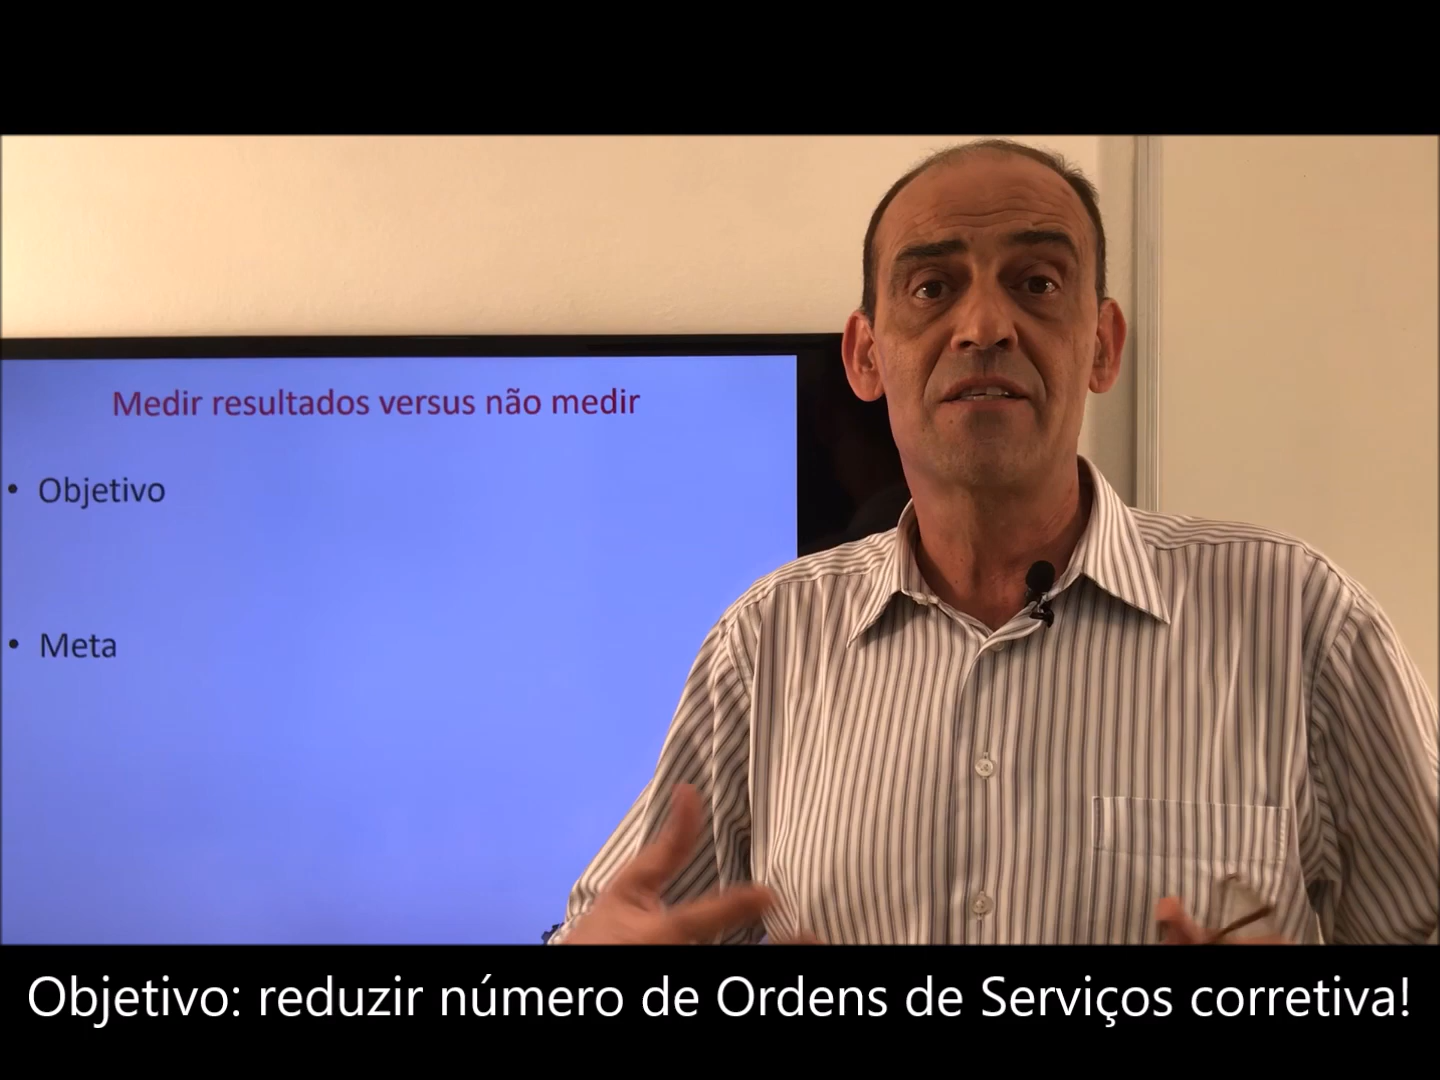 Medir resultados versus não medir
• Objetivo
• Meta
Objetivo: reduzir número de Ordens de Serviços corretiva!